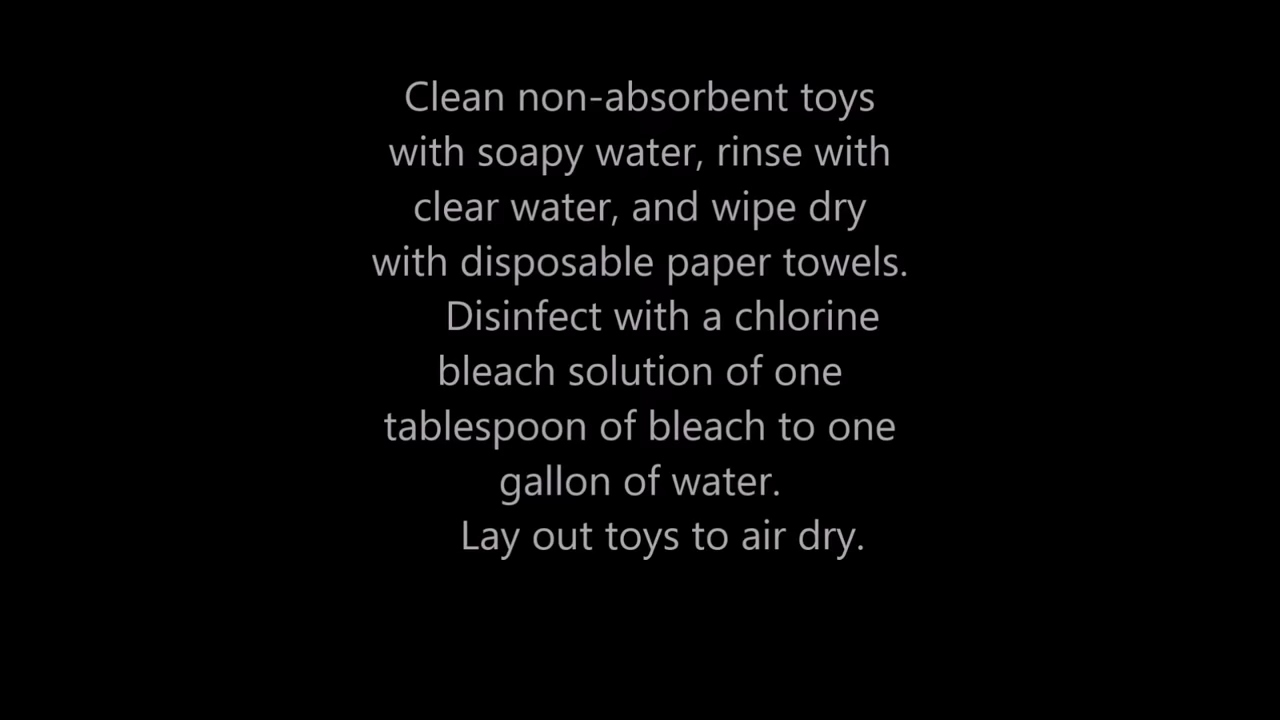 Clean non-absorbent toys
with soapy water, rinse with
clear water, and wipe dry
with disposable paper towels.
Disinfect with a chlorine
bleach solution of one
tablespoon of bleach to one
gallon of water.
Lay out toys to air dry.